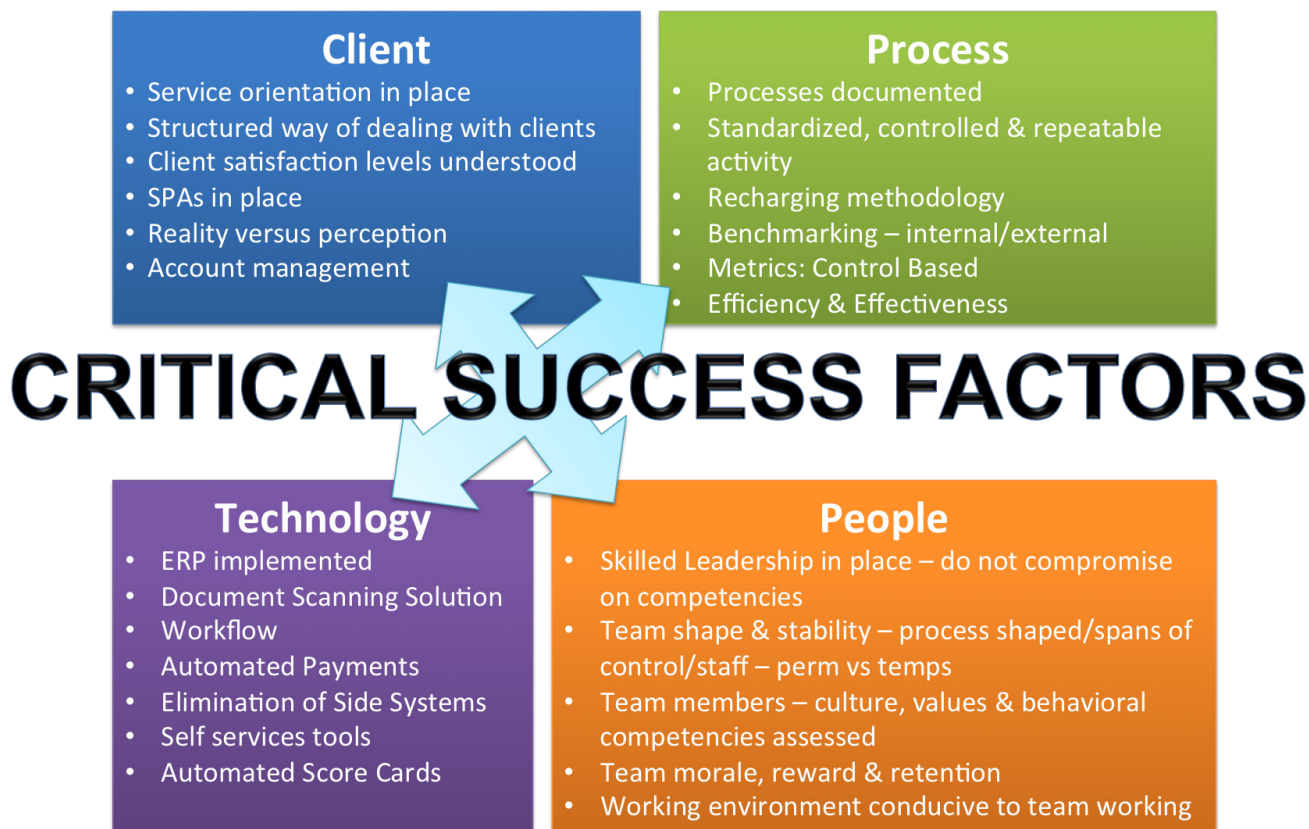 Client
• Service orientation in place
• Structured way of dealing with clients
• Client satisfaction levels understood
• SPAs in place
• Reality versus perception
• Account management
Process
• Processes documented
• Standardized, controlled & repeatable
activity
• Recharging methodology
• Benchmarking – internal/external
• Metrics: Control Based
• Efficiency & Effectiveness
CRITICAL SUCCESS FACTORS
Technology
• ERP implemented
• Document Scanning Solution
• Workflow
• Automated Payments
• Elimination of Side Systems
• Self services tools
• Automated Score Cards
People
• Skilled Leadership in place – do not compromise
on competencies
• Team shape & stability – process shaped/spans of
control/staff – perm vs temps
• Team members – culture, values & behavioral
competencies assessed
• Team morale, reward & retention
• Working environment conducive to team working